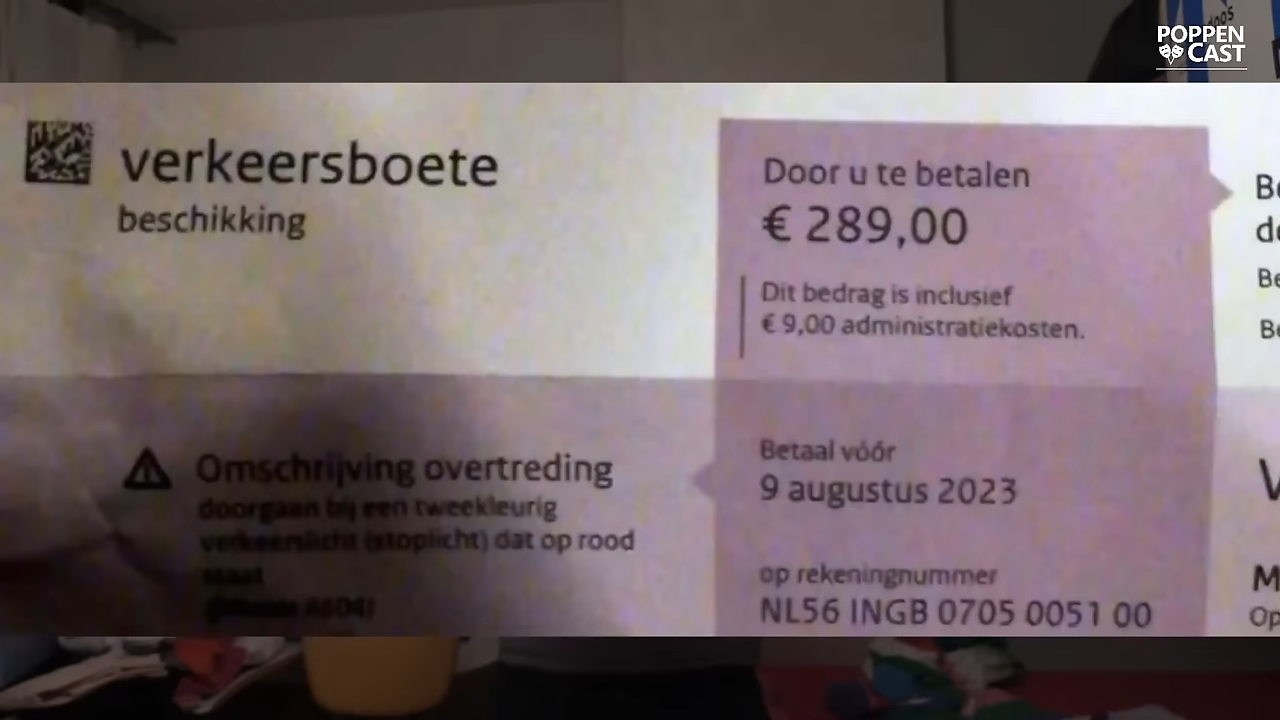 POPPEN
CAST
verkeersboete
beschikking
Door u te betalen
€ 289,00
Dit bedrag is inclusief
€ 9,00 administratiekosten.
Omschrijving overtreding
doorgaan bij een tweekleurig
verkeerslicht (stoplicht) dat op rood
staat
Betaal vóór
9 augustus 2023
op rekeningnummer
NL56 INGB 0705 0051 00